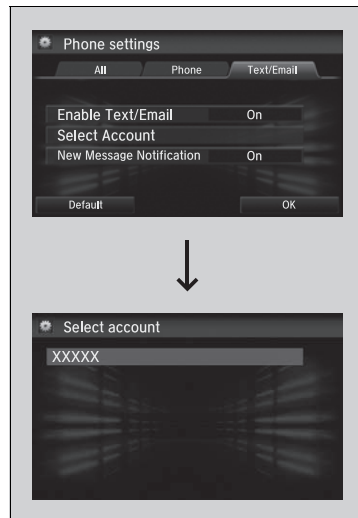 Phone settings
All Phone Text/Email
Enable Text/Email On
Select Account
New Message Notification On
Default OK
Select account
XXXXX